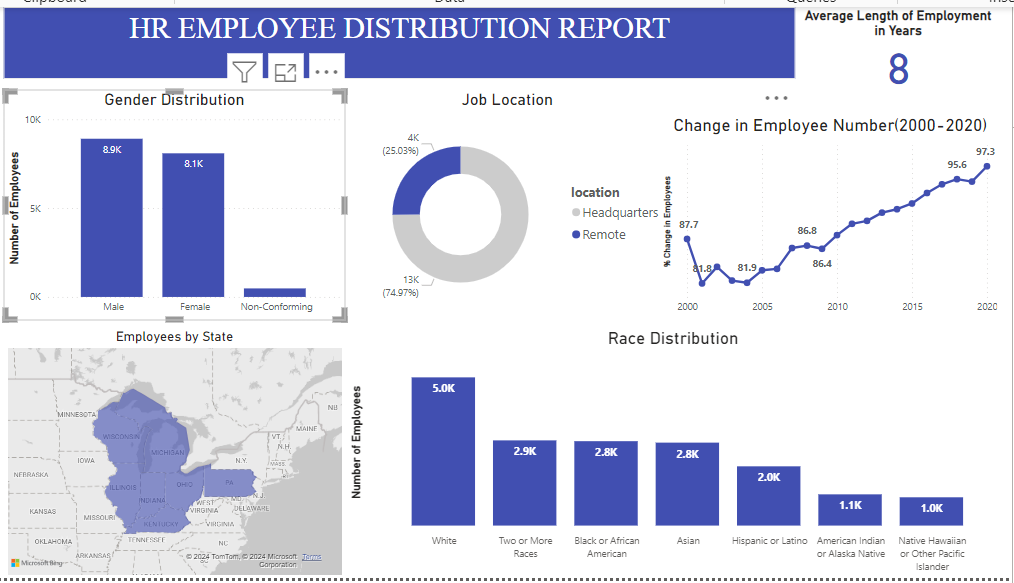 Clipboard
Data
Queries
HR EMPLOYEE DISTRIBUTION REPORT
Average Length of Employment
in Years
8
Gender Distribution
10K
5K
0K
Number of Employees
8.9K
8.1K
Male
Female
Non-Conforming
Job Location
4K
(25.03%)
13K
(74.97%)
location
Headquarters
Remote
Change in Employee Number(2000-2020)
% Change in Employees
87.7
81.8
81.9
86.8
86.4
95.6
97.3
2000
2005
2010
2015
2020
Employees by State
MINNESOTA
WISCONSIN
MICHIGAN
IOWA
NEBRASKA
ILLINOIS
INDIANA
OHIO
PA
N.Y.
VT.
N.H.
MASS
MAINE
NB
N.J.
MD
DELAWARE
WEST
VIRGINIA
VIRGINIA
KANSAS
MISSOURI
KENTUCKY
TENNESSEE
OKLAHOMA
ARKANSAS
NC
SC
Microsoft Bing
© 2024 TomTom, © 2024 Microsoft Terms
Corporation
Race Distribution
Number of Employees
5.0K
2.9K
2.8K
2.8K
2.0K
1.1K
1.0K
White
Two or More
Races
Black or African
American
Asian
Hispanic or Latino
American Indian
or Alaska Native
Native Hawaiian
or Other Pacific
Islander